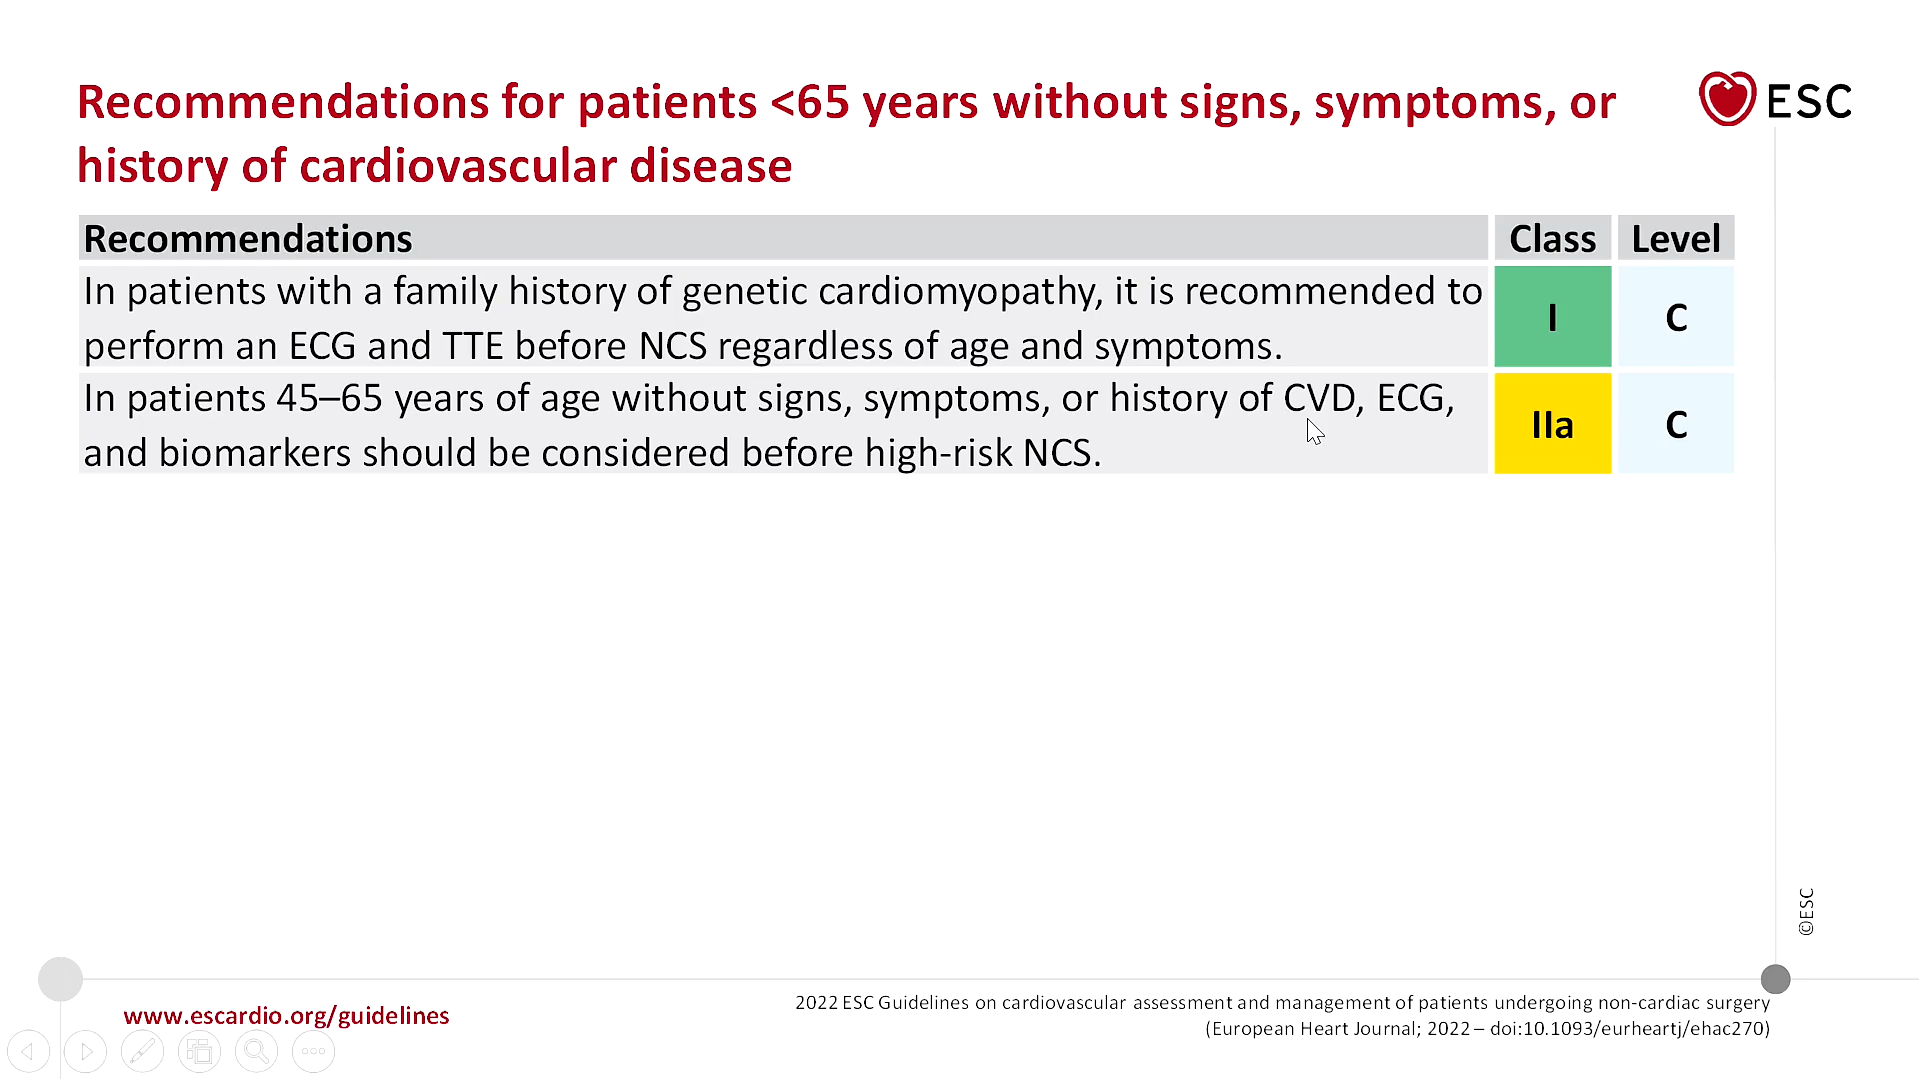 Recommendations for patients <65 years without signs, symptoms, or
history of cardiovascular disease
ESC
Recommendations Class Level
In patients with a family history of genetic cardiomyopathy, it is recommended to
perform an ECG and TTE before NCS regardless of age and symptoms.
I C
In patients 45–65 years of age without signs, symptoms, or history of CVD, ECG,
and biomarkers should be considered before high-risk NCS.
IIa C
©ESC
www.escardio.org/guidelines
2022 ESC Guidelines on cardiovascular assessment and management of patients undergoing non-cardiac surgery
(European Heart Journal; 2022 – doi:10.1093/eurheartj/ehac270)